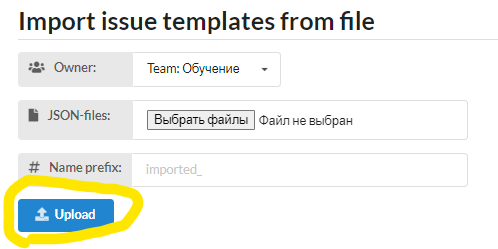 Import issue templates from file
Owner: Team: Обучение
JSON-files: Выбрать файлы Файл не выбран
# Name prefix: imported_
Upload